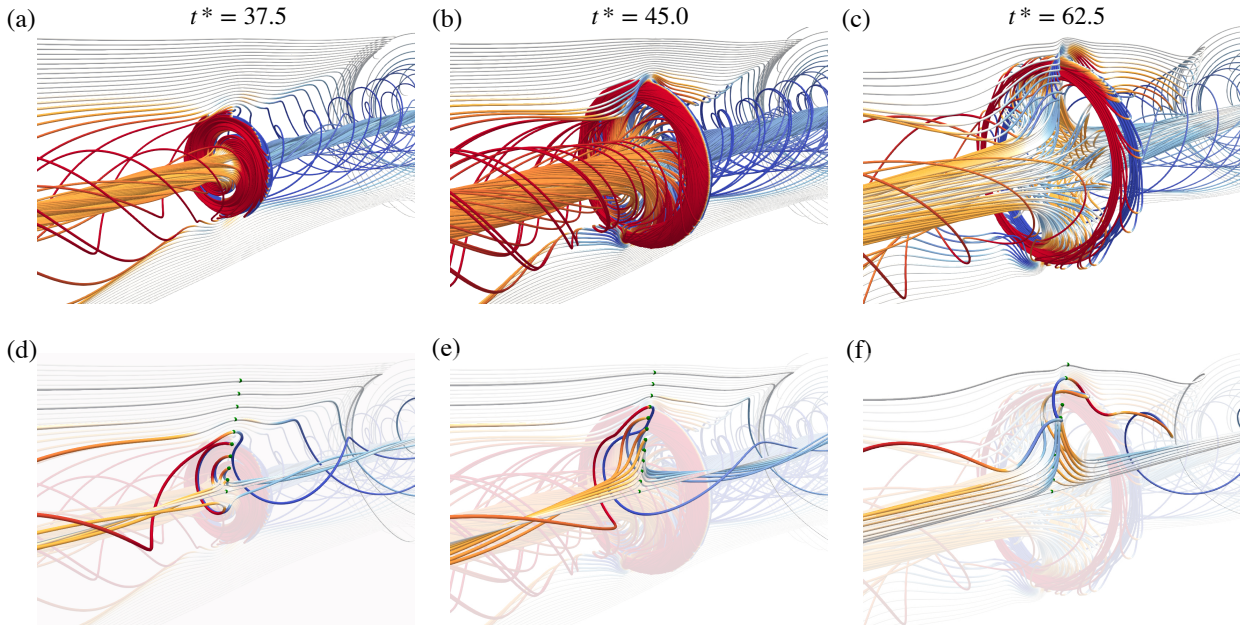 (a) t* = 37.5
(b) t* = 45.0
(c) t* = 62.5
(d)
(e)
(f)